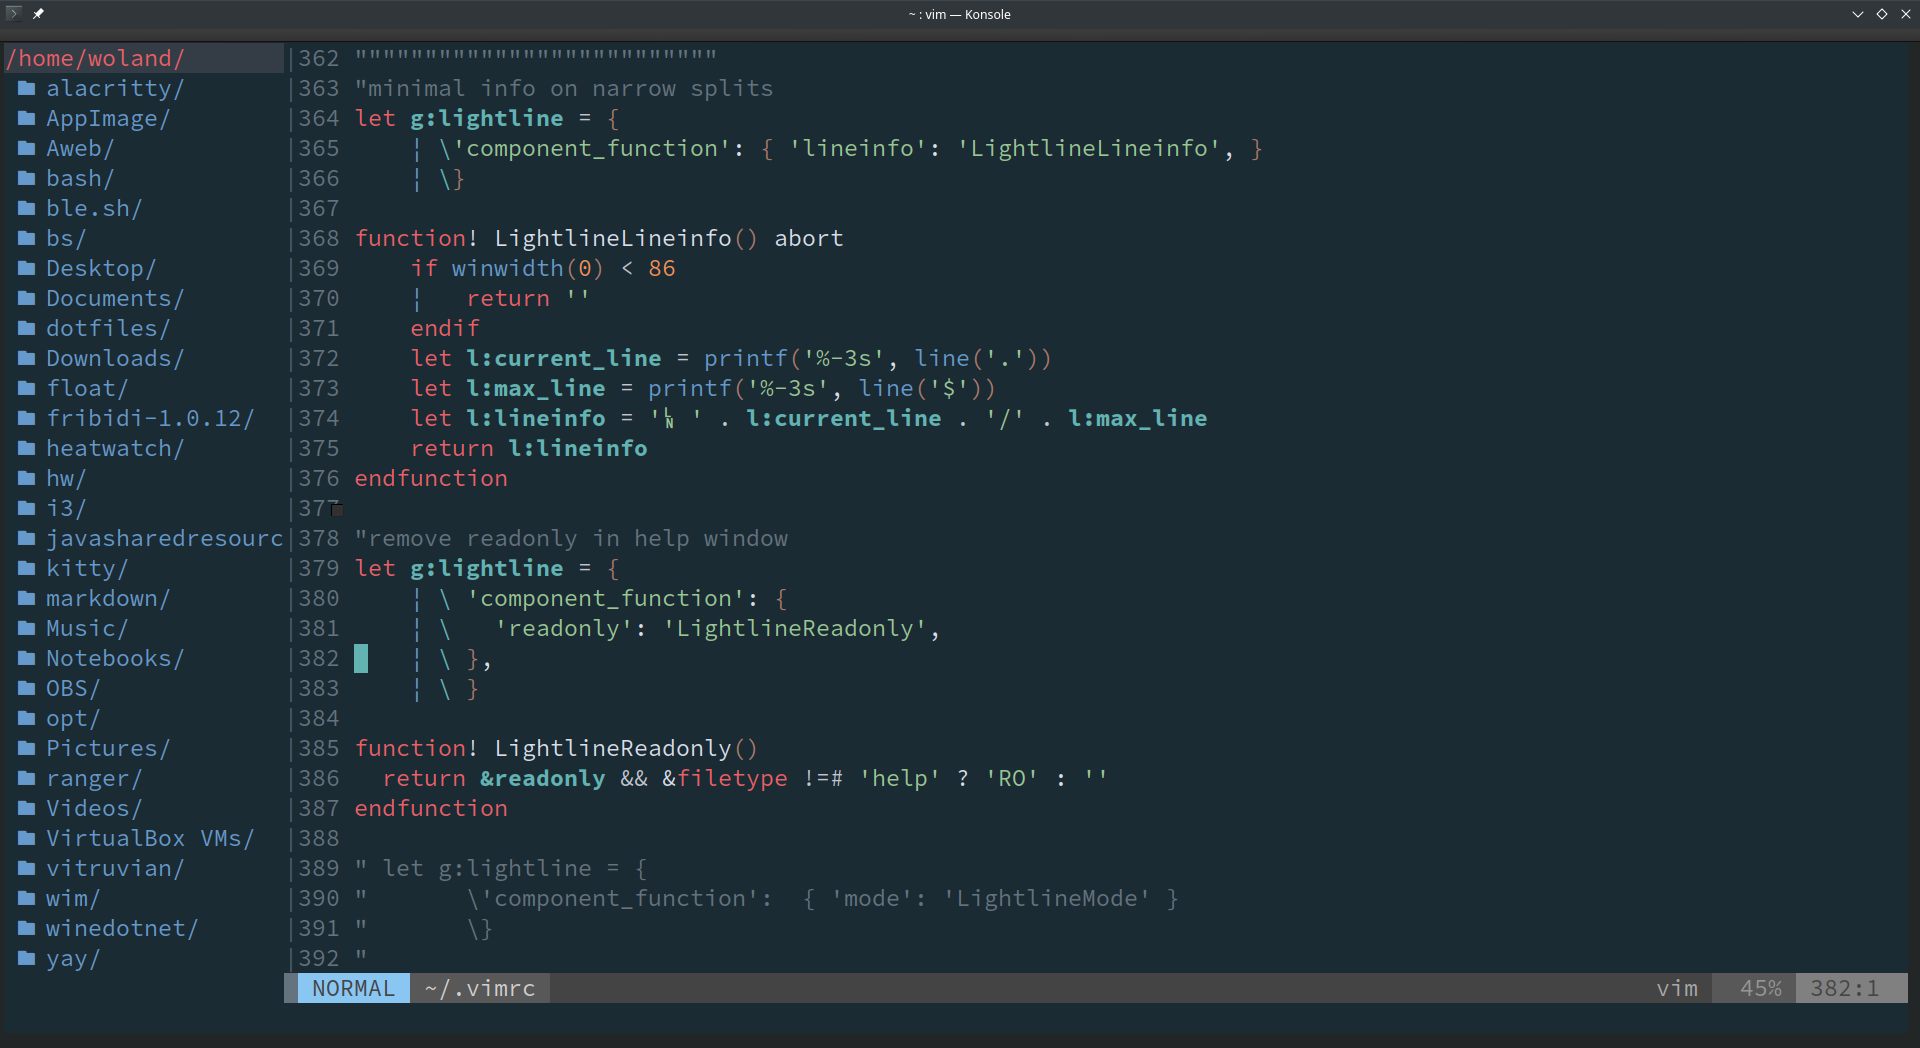 ~ : vim — Konsole
/home/woland/
alacritty/
AppImage/
Aweb/
bash/
ble.sh/
bs/
Desktop/
Documents/
dotfiles/
Downloads/
float/
fribidi-1.0.12/
heatwatch/
hw/
i3/
javasharedresourc
kitty/
markdown/
Music/
Notebooks/
OBS/
opt/
Pictures/
ranger/
Videos/
VirtualBox VMs/
vitruvian/
wim/
winedotnet/
yay/
362 """"""""""""""""""""""""""
363 "minimal info on narrow splits
364 let g:lightline = {
365     ¦ \'component_function': { 'lineinfo': 'LightlineLineinfo', }
366     ¦ \}
367
368 function! LightlineLineinfo() abort
369     if winwidth(0) < 86
370     ¦   return ''
371     endif
372     let l:current_line = printf('%-3s', line('.'))
373     let l:max_line = printf('%-3s', line('$'))
374     let l:lineinfo = ' ' . l:current_line . '/' . l:max_line
375     return l:lineinfo
376 endfunction
377
378 "remove readonly in help window
379 let g:lightline = {
380     ¦ \ 'component_function': {
381     ¦ \   'readonly': 'LightlineReadonly',
382     ¦ \ },
383     ¦ \ }
384
385 function! LightlineReadonly()
386   return &readonly && &filetype !=# 'help' ? 'RO' : ''
387 endfunction
388
389 " let g:lightline = {
390 "       \'component_function':  { 'mode': 'LightlineMode' }
391 "       \}
392 "
NORMAL ~/.vimrc vim 45% 382:1